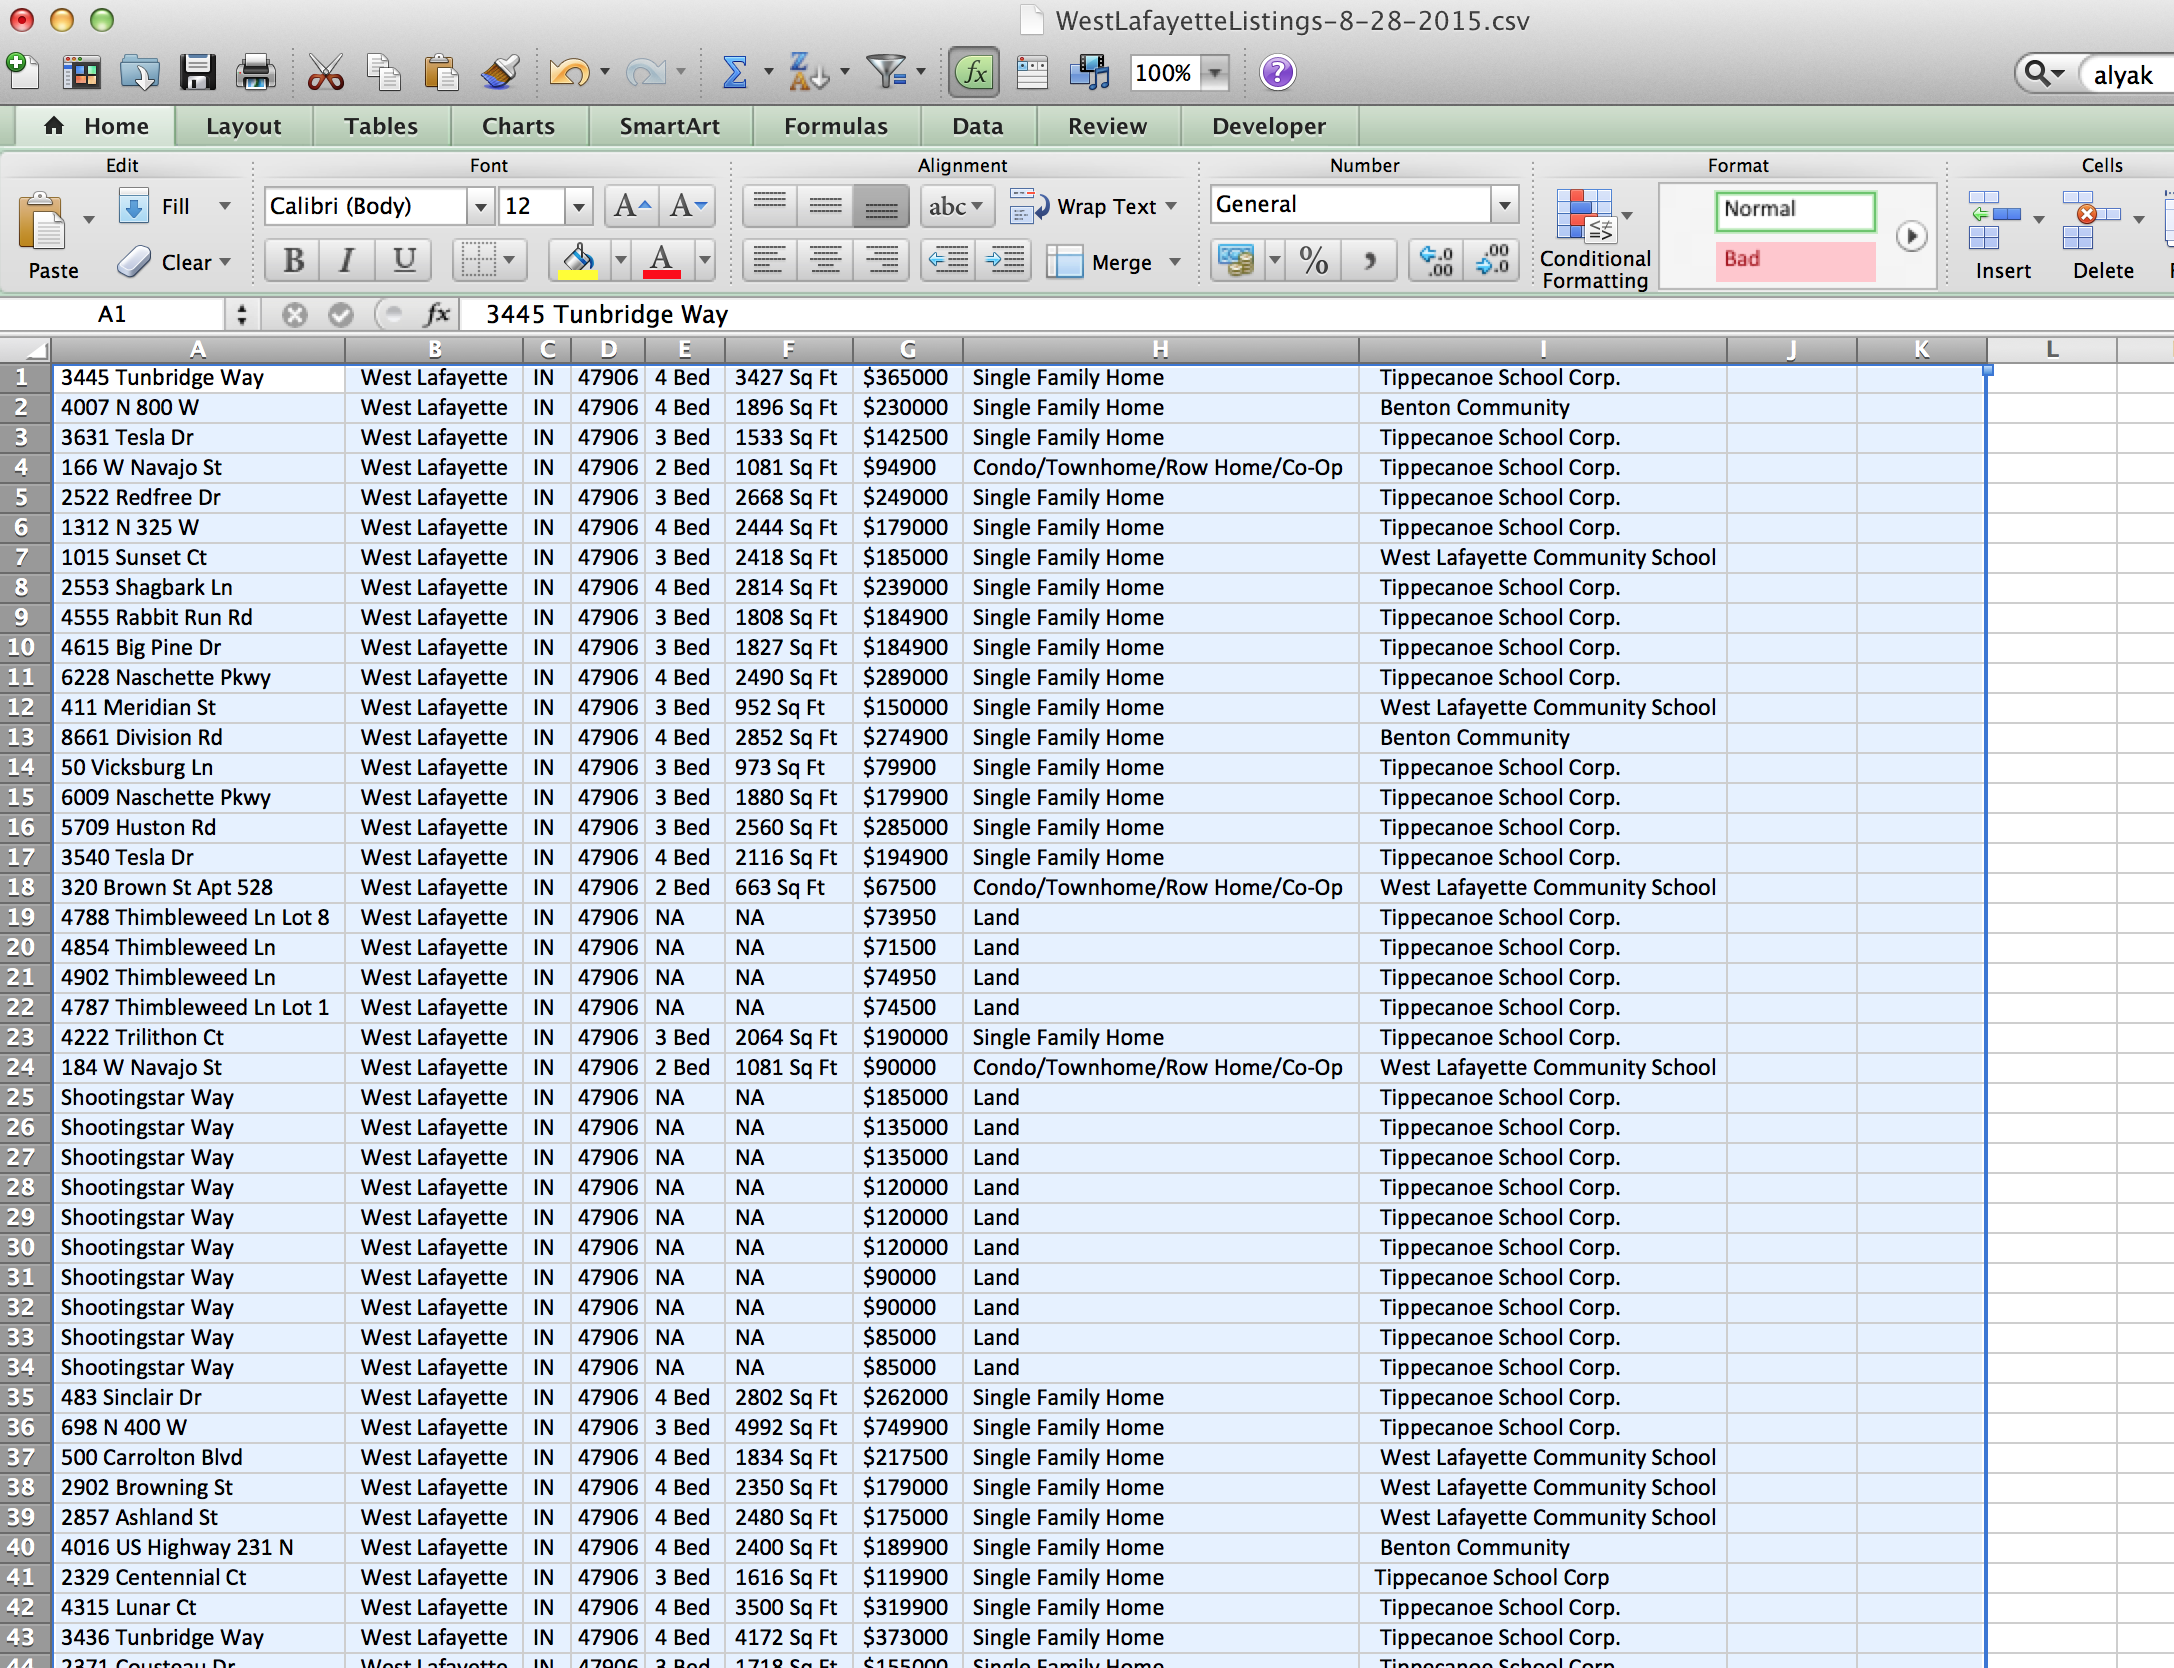 WestLafayetteListings-8-28-2015.csv
100% alyak
Home Layout Tables Charts SmartArt Formulas Data Review Developer
Edit Font Alignment Number Format Cells
Fill Calibri (Body) 12 A A abc Wrap Text General Normal
Paste Clear B I U A Merge % , .0 .00 .00 .0 Conditional Formatting Bad Insert Delete
A1 fx 3445 Tunbridge Way
A B C D E F G H I J K L
1 3445 Tunbridge Way West Lafayette IN 47906 4 Bed 3427 Sq Ft $365000 Single Family Home Tippecanoe School Corp.
2 4007 N 800 W West Lafayette IN 47906 4 Bed 1896 Sq Ft $230000 Single Family Home Benton Community
3 3631 Tesla Dr West Lafayette IN 47906 3 Bed 1533 Sq Ft $142500 Single Family Home Tippecanoe School Corp.
4 166 W Navajo St West Lafayette IN 47906 2 Bed 1081 Sq Ft $94900 Condo/Townhome/Row Home/Co-Op Tippecanoe School Corp.
5 2522 Redfree Dr West Lafayette IN 47906 3 Bed 2668 Sq Ft $249000 Single Family Home Tippecanoe School Corp.
6 1312 N 325 W West Lafayette IN 47906 4 Bed 2444 Sq Ft $179000 Single Family Home Tippecanoe School Corp.
7 1015 Sunset Ct West Lafayette IN 47906 3 Bed 2418 Sq Ft $185000 Single Family Home West Lafayette Community School
8 2553 Shagbark Ln West Lafayette IN 47906 4 Bed 2814 Sq Ft $239000 Single Family Home Tippecanoe School Corp.
9 4555 Rabbit Run Rd West Lafayette IN 47906 3 Bed 1808 Sq Ft $184900 Single Family Home Tippecanoe School Corp.
10 4615 Big Pine Dr West Lafayette IN 47906 3 Bed 1827 Sq Ft $184900 Single Family Home Tippecanoe School Corp.
11 6228 Naschette Pkwy West Lafayette IN 47906 4 Bed 2490 Sq Ft $289000 Single Family Home Tippecanoe School Corp.
12 411 Meridian St West Lafayette IN 47906 3 Bed 952 Sq Ft $150000 Single Family Home West Lafayette Community School
13 8661 Division Rd West Lafayette IN 47906 4 Bed 2852 Sq Ft $274900 Single Family Home Benton Community
14 50 Vicksburg Ln West Lafayette IN 47906 3 Bed 973 Sq Ft $79900 Single Family Home Tippecanoe School Corp.
15 6009 Naschette Pkwy West Lafayette IN 47906 3 Bed 1880 Sq Ft $179900 Single Family Home Tippecanoe School Corp.
16 5709 Huston Rd West Lafayette IN 47906 3 Bed 2560 Sq Ft $285000 Single Family Home Tippecanoe School Corp.
17 3540 Tesla Dr West Lafayette IN 47906 4 Bed 2116 Sq Ft $194900 Single Family Home Tippecanoe School Corp.
18 320 Brown St Apt 528 West Lafayette IN 47906 2 Bed 663 Sq Ft $67500 Condo/Townhome/Row Home/Co-Op West Lafayette Community School
19 4788 Thimbleweed Ln Lot 8 West Lafayette IN 47906 NA NA $73950 Land Tippecanoe School Corp.
20 4854 Thimbleweed Ln West Lafayette IN 47906 NA NA $71500 Land Tippecanoe School Corp.
21 4902 Thimbleweed Ln West Lafayette IN 47906 NA NA $74950 Land Tippecanoe School Corp.
22 4787 Thimbleweed Ln Lot 1 West Lafayette IN 47906 NA NA $74500 Land Tippecanoe School Corp.
23 4222 Trilithon Ct West Lafayette IN 47906 3 Bed 2064 Sq Ft $190000 Single Family Home Tippecanoe School Corp.
24 184 W Navajo St West Lafayette IN 47906 2 Bed 1081 Sq Ft $90000 Condo/Townhome/Row Home/Co-Op West Lafayette Community School
25 Shootingstar Way West Lafayette IN 47906 NA NA $185000 Land Tippecanoe School Corp.
26 Shootingstar Way West Lafayette IN 47906 NA NA $135000 Land Tippecanoe School Corp.
27 Shootingstar Way West Lafayette IN 47906 NA NA $135000 Land Tippecanoe School Corp.
28 Shootingstar Way West Lafayette IN 47906 NA NA $120000 Land Tippecanoe School Corp.
29 Shootingstar Way West Lafayette IN 47906 NA NA $120000 Land Tippecanoe School Corp.
30 Shootingstar Way West Lafayette IN 47906 NA NA $120000 Land Tippecanoe School Corp.
31 Shootingstar Way West Lafayette IN 47906 NA NA $90000 Land Tippecanoe School Corp.
32 Shootingstar Way West Lafayette IN 47906 NA NA $90000 Land Tippecanoe School Corp.
33 Shootingstar Way West Lafayette IN 47906 NA NA $85000 Land Tippecanoe School Corp.
34 Shootingstar Way West Lafayette IN 47906 NA NA $85000 Land Tippecanoe School Corp.
35 483 Sinclair Dr West Lafayette IN 47906 4 Bed 2802 Sq Ft $262000 Single Family Home Tippecanoe School Corp.
36 698 N 400 W West Lafayette IN 47906 3 Bed 4992 Sq Ft $749900 Single Family Home Tippecanoe School Corp.
37 500 Carrolton Blvd West Lafayette IN 47906 4 Bed 1834 Sq Ft $217500 Single Family Home West Lafayette Community School
38 2902 Browning St West Lafayette IN 47906 4 Bed 2350 Sq Ft $179000 Single Family Home West Lafayette Community School
39 2857 Ashland St West Lafayette IN 47906 4 Bed 2480 Sq Ft $175000 Single Family Home West Lafayette Community School
40 4016 US Highway 231 N West Lafayette IN 47906 4 Bed 2400 Sq Ft $189900 Single Family Home Benton Community
41 2329 Centennial Ct West Lafayette IN 47906 3 Bed 1616 Sq Ft $119900 Single Family Home Tippecanoe School Corp
42 4315 Lunar Ct West Lafayette IN 47906 4 Bed 3500 Sq Ft $319900 Single Family Home Tippecanoe School Corp.
43 3436 Tunbridge Way West Lafayette IN 47906 4 Bed 4172 Sq Ft $373000 Single Family Home Tippecanoe School Corp.
44 2371 Cousteau Dr West Lafayette IN 47906 3 Bed 1718 Sq Ft $155000 Single Family Home Tippecanoe School Corp.